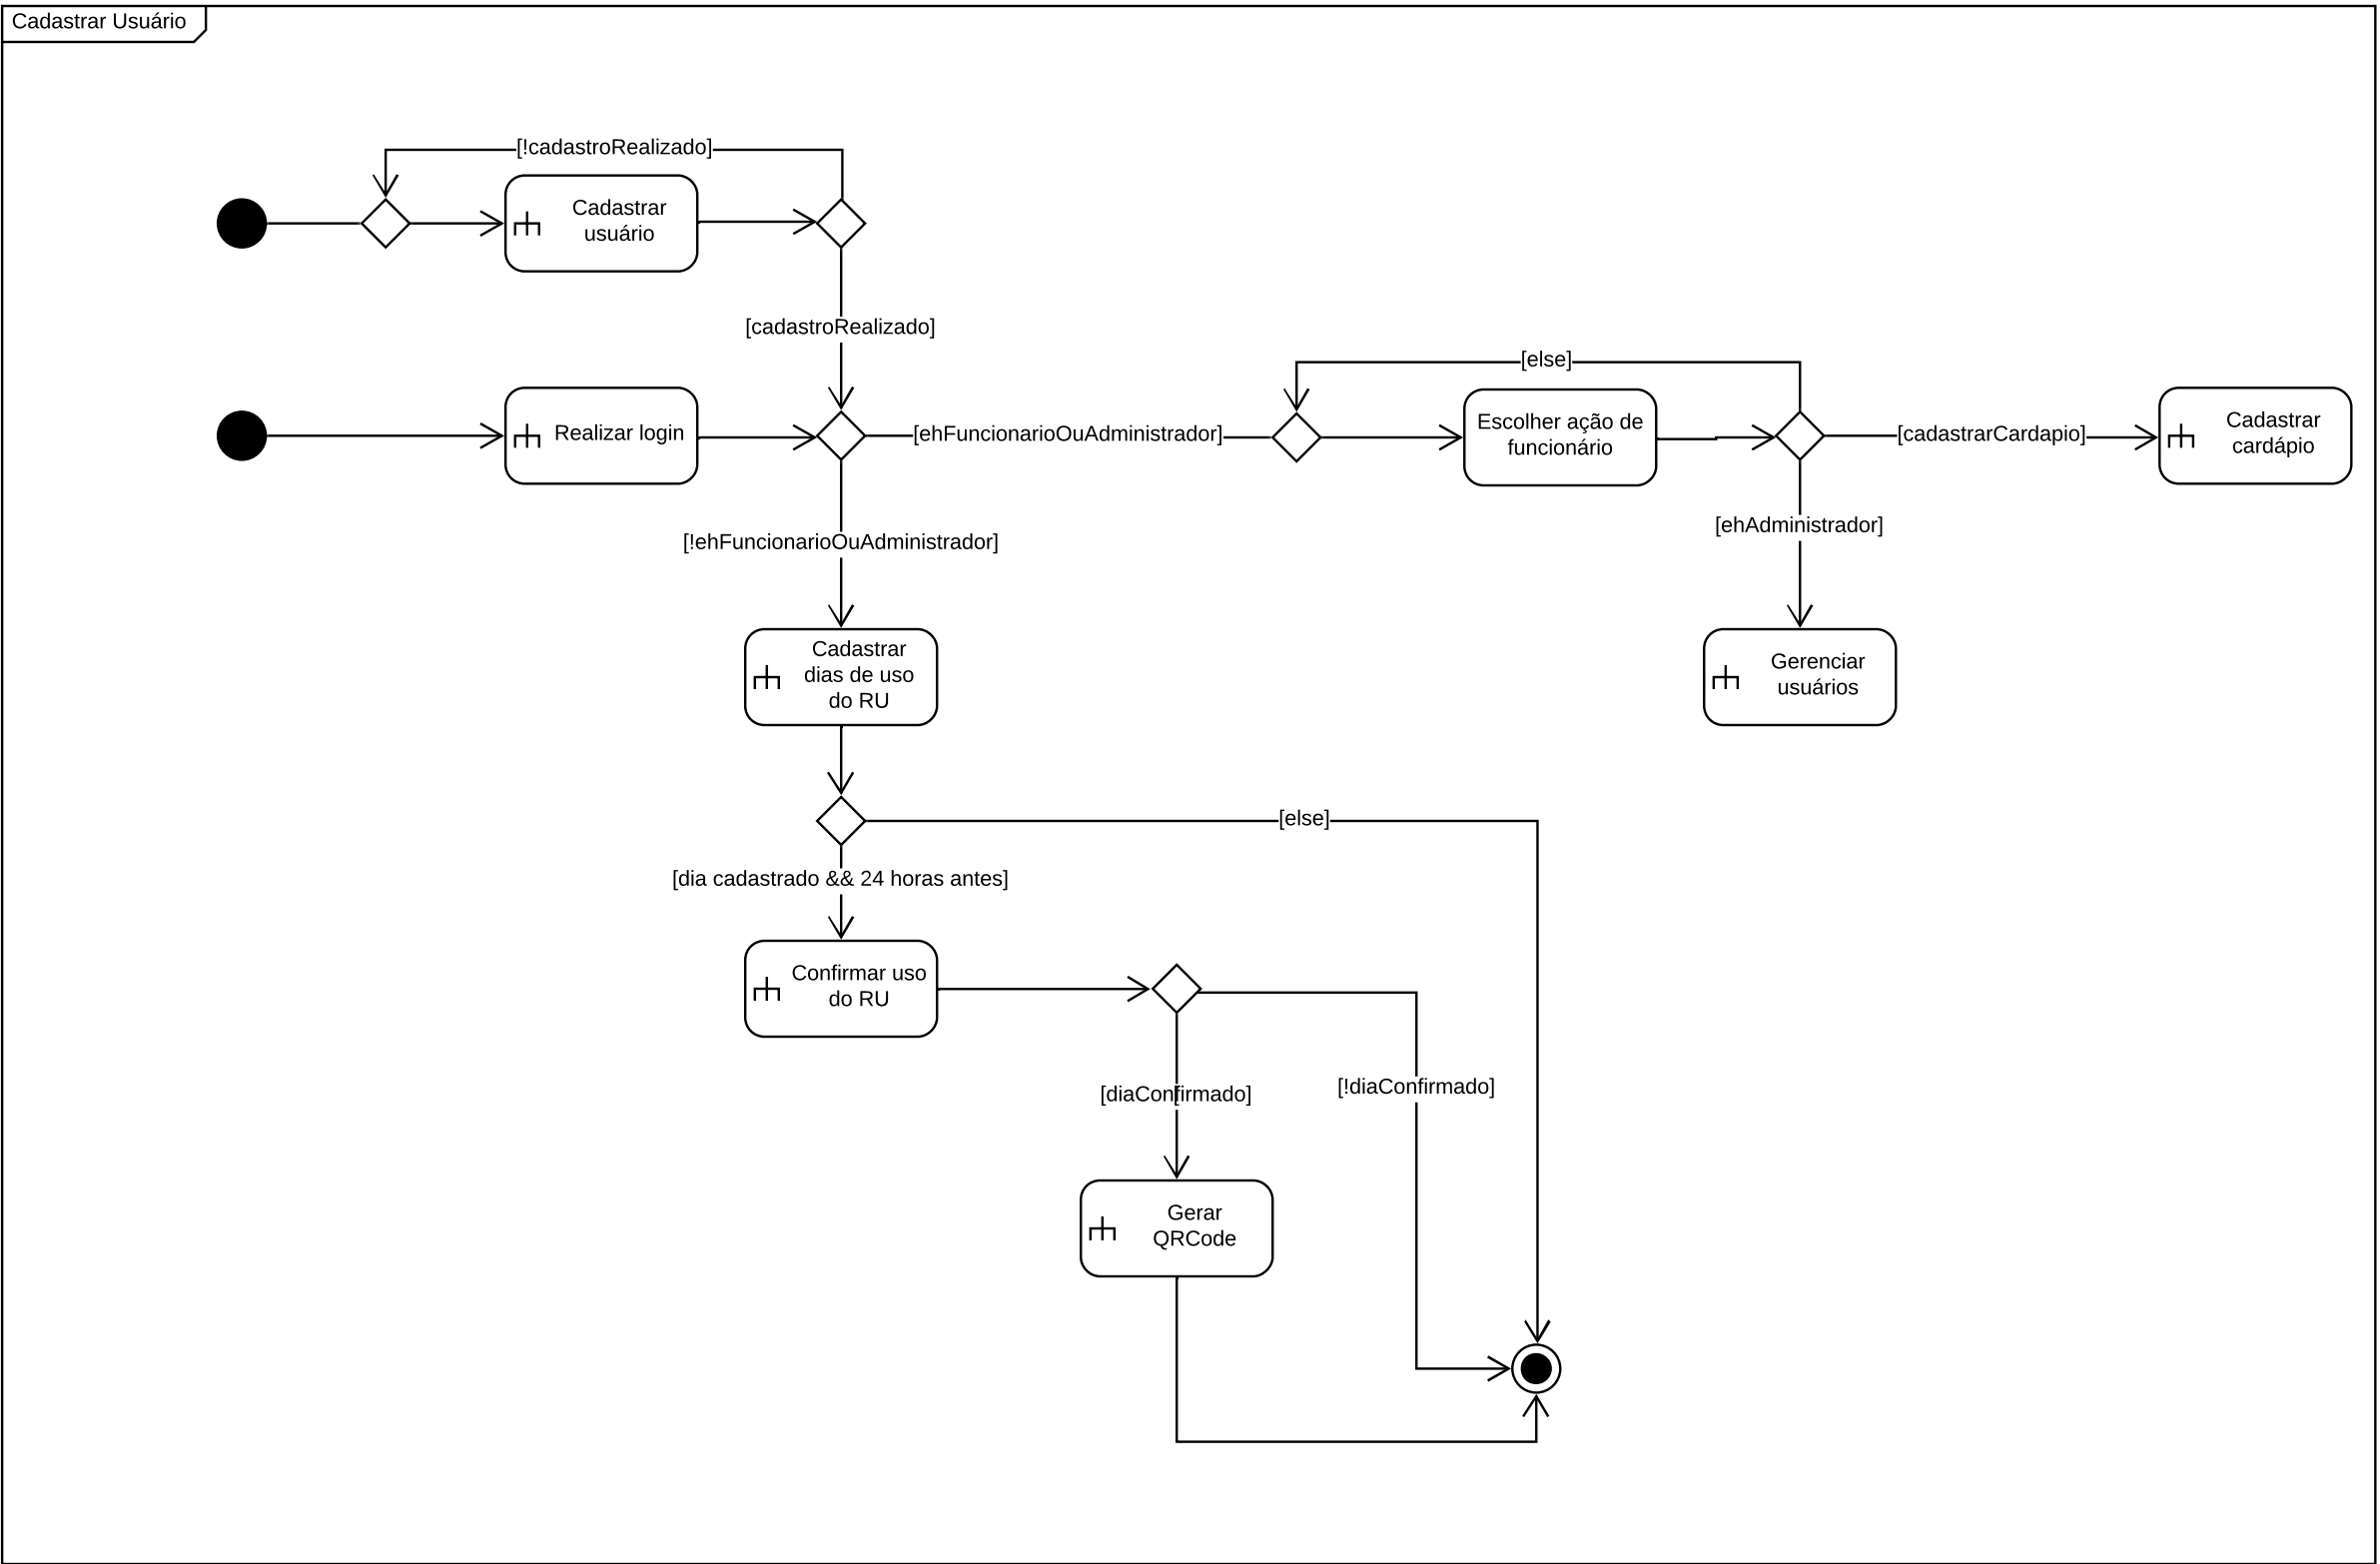 Cadastrar Usuário
[!cadastroRealizado]
Cadastrar
usuário
[cadastroRealizado]
[else]
Realizar login
[ehFuncionarioOuAdministrador]
Escolher ação de
funcionário
[cadastrarCardapio]
Cadastrar
cardápio
[ehAdministrador]
[!ehFuncionarioOuAdministrador]
Cadastrar
dias de uso
do RU
Gerenciar
usuários
[else]
[dia cadastrado && 24 horas antes]
Confirmar uso
do RU
[diaConfirmado]
[!diaConfirmado]
Gerar
QRCode